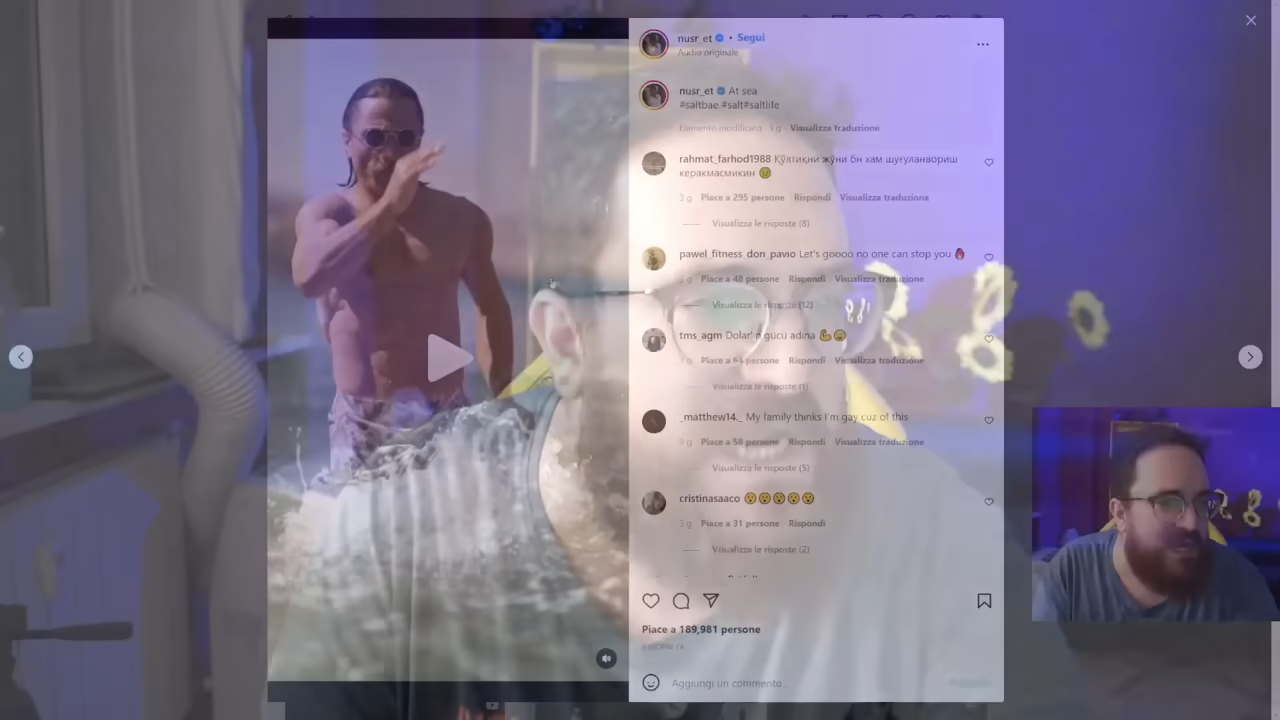 nusr_et • Segui
Audio originale
nusr_et At sea
#saltbae #salt#saltlife
Elemento modificato · 3 g Visualizza traduzione
rahmat_farhod1988 Қўлтиқни жўни бн хам шуғуланвориш
керакмасмикин
3 g Piace a 295 persone Rispondi Visualizza traduzione
Visualizza le risposte (8)
pawel_fitness_don_pavio Let's goooo no one can stop you
3 g Piace a 48 persone Rispondi Visualizza traduzione
Visualizza le risposte (12)
tms_agm Dolar'ın gücü adına
Piace a 64 persone Rispondi Visualizza traduzione
Visualizza le risposte (1)
_matthew14._ My family thinks I'm gay cuz of this
3 g Piace a 58 persone Rispondi Visualizza traduzione
Visualizza le risposte (5)
cristinasaaco
3 g Piace a 31 persone Rispondi
Visualizza le risposte (2)
Piace a 189,981 persone
3 GIORNI FA
Aggiungi un commento...